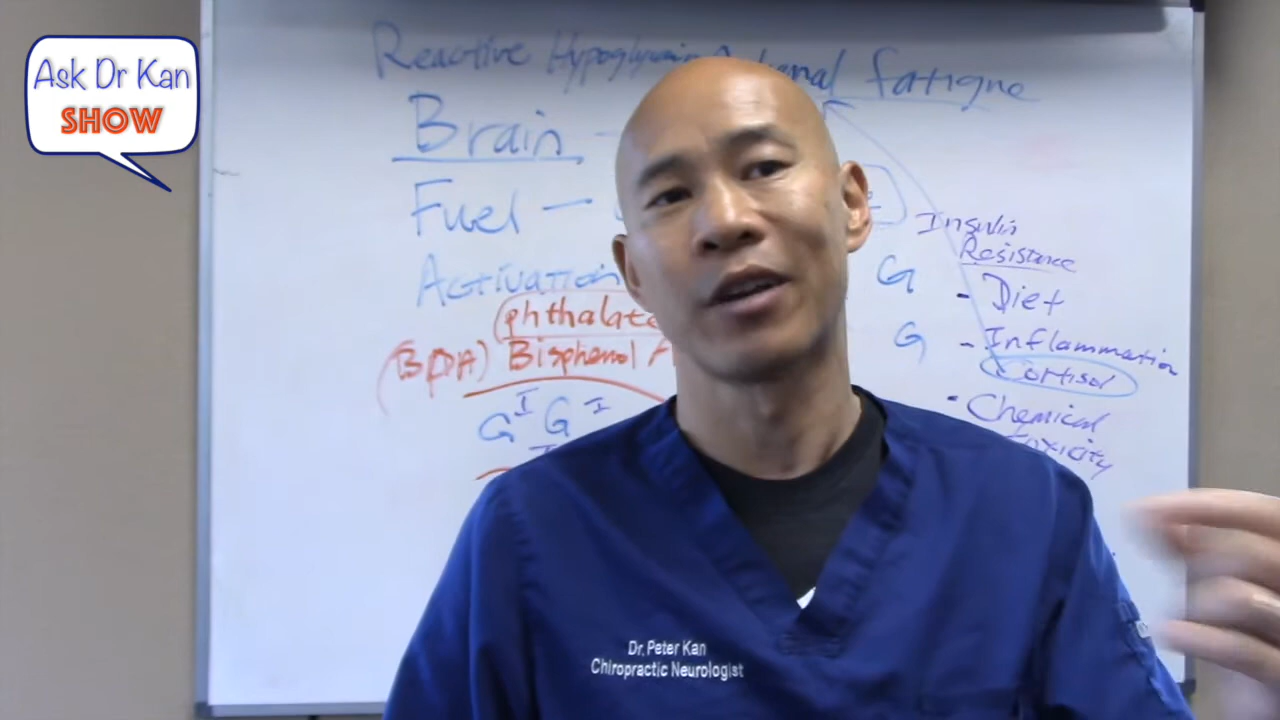 Ask Dr Kan
SHOW
Reactive Hypoglycemia Adrenal fatigue
Brain -
Fuel -
Activation
phthalate
(BPA) Bisphenol A
G I G I
G
G
Insulin
Resistance
- Diet
- Inflammation
Cortisol
· Chemical
Toxicity
Dr. Peter Kan
Chiropractic Neurologist